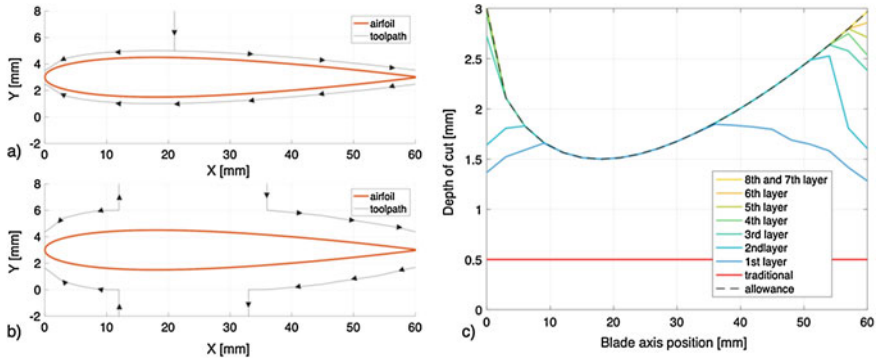 8
6
4
2
0
-2
0
10
20
30
40
50
60
Y [mm]
X [mm]
airfoil
toolpath
a)
8
6
4
2
0
-2
0
10
20
30
40
50
60
Y [mm]
X [mm]
airfoil
toolpath
b)
3
2.5
2
1.5
1
0.5
0
0
10
20
30
40
50
60
Depth of cut [mm]
Blade axis position [mm]
8th and 7th layer
6th layer
5th layer
4th layer
3rd layer
2ndlayer
1st layer
traditional
allowance
c)